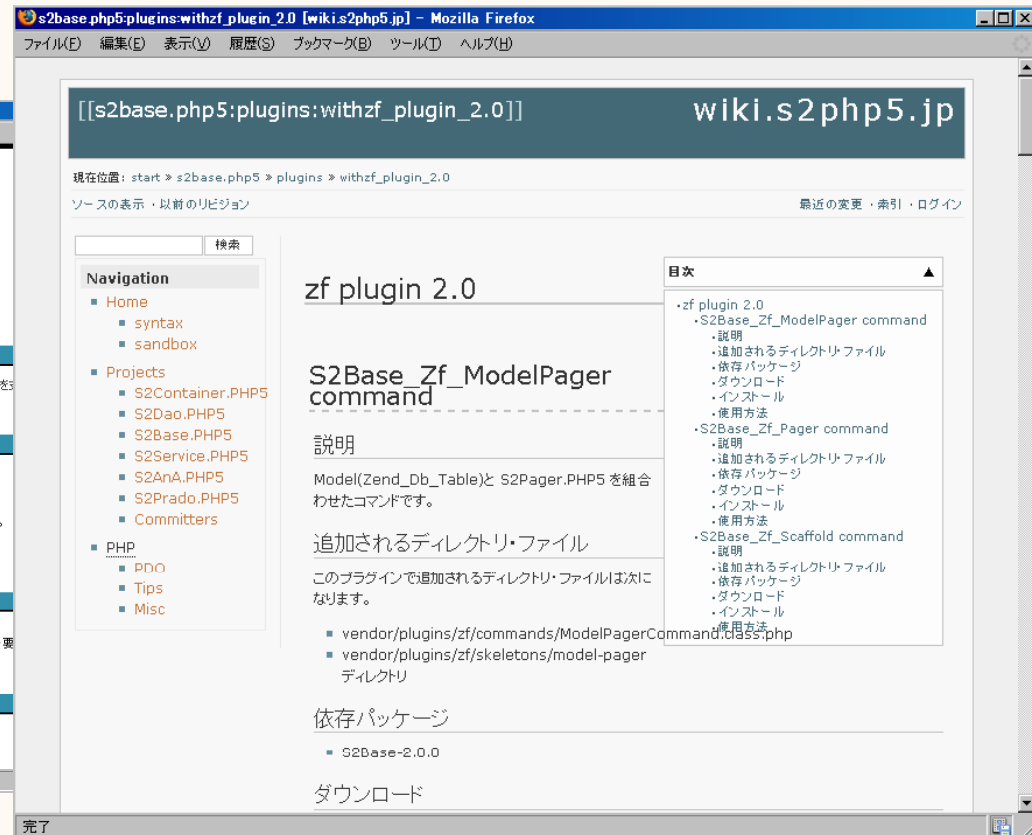 s2base.php5:plugins:withzf_plugin_2.0 [wiki.s2php5.jp] - Mozilla Firefox
ファイル(F) 編集(E) 表示(V) 履歴(S) ブックマーク(B) ツール(T) ヘルプ(H)
[[s2base.php5:plugins:withzf_plugin_2.0]]
wiki.s2php5.jp
現在位置: start » s2base.php5 » plugins » withzf_plugin_2.0
ソースの表示 ・以前のリビジョン
最近の変更 ・索引 ・ログイン
検索
Navigation
Home
syntax
sandbox
Projects
S2Container.PHP5
S2Dao.PHP5
S2Base.PHP5
S2Service.PHP5
S2AnA.PHP5
S2Prado.PHP5
Committers
PHP
PDO
Tips
Misc
zf plugin 2.0
S2Base_Zf_ModelPager
command
説明
Model(Zend_Db_Table)と S2Pager.PHP5 を組合
わせたコマンドです。
追加されるディレクトリ・ファイル
このプラグインで追加されるディレクトリ・ファイルは次に
なります。
vendor/plugins/zf/commands/ModelPagerCommand.class.php
vendor/plugins/zf/skeletons/model-pager
ディレクトリ
依存パッケージ
S2Base-2.0.0
ダウンロード
目次
・zf plugin 2.0
・S2Base_Zf_ModelPager command
・説明
・追加されるディレクトリ・ファイル
・依存パッケージ
・ダウンロード
・インストール
・使用方法
・S2Base_Zf_Pager command
・説明
・追加されるディレクトリ・ファイル
・依存パッケージ
・ダウンロード
・インストール
・使用方法
・S2Base_Zf_Scaffold command
・説明
・追加されるディレクトリ・ファイル
・依存パッケージ
・ダウンロード
・インストール
・使用方法
完了